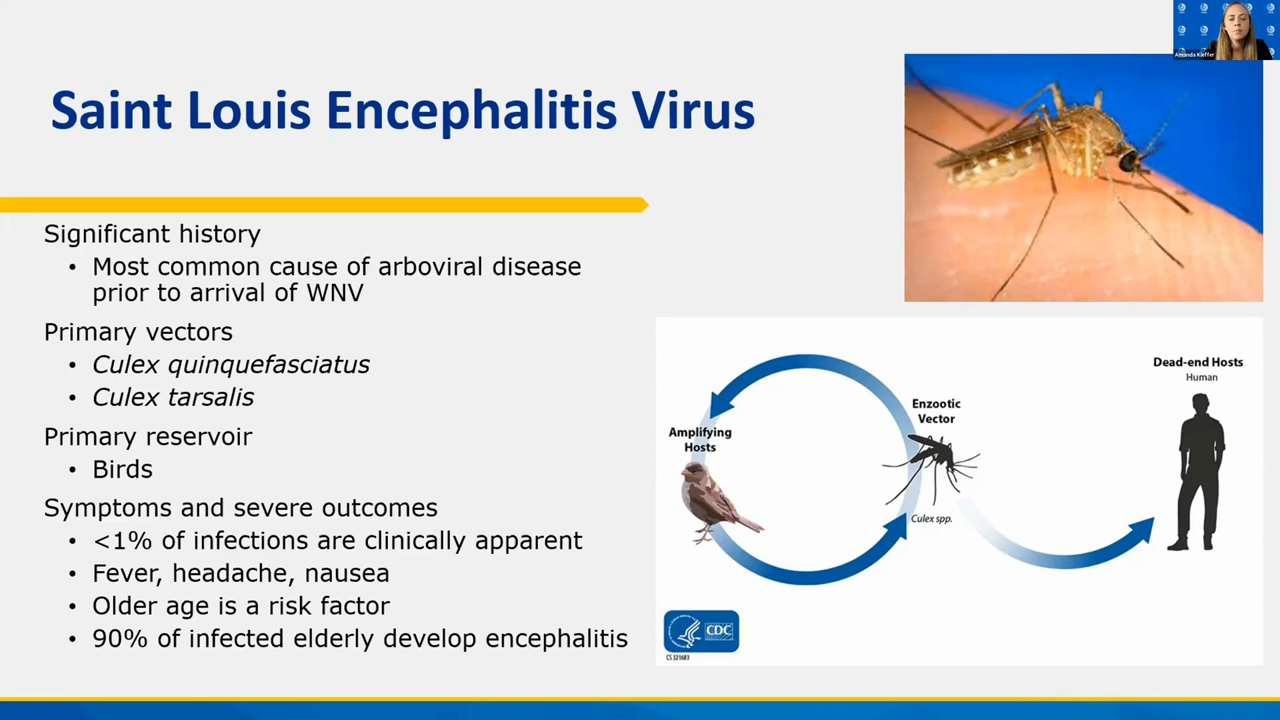 Amanda Kieffer
Saint Louis Encephalitis Virus
Significant history
• Most common cause of arboviral disease
prior to arrival of WNV
Primary vectors
• Culex quinquefasciatus
• Culex tarsalis
Primary reservoir
• Birds
Symptoms and severe outcomes
• <1% of infections are clinically apparent
• Fever, headache, nausea
• Older age is a risk factor
• 90% of infected elderly develop encephalitis
Amplifying
Hosts
Enzootic
Vector
Culex spp.
Dead-end Hosts
Human
CDC
CS 321683